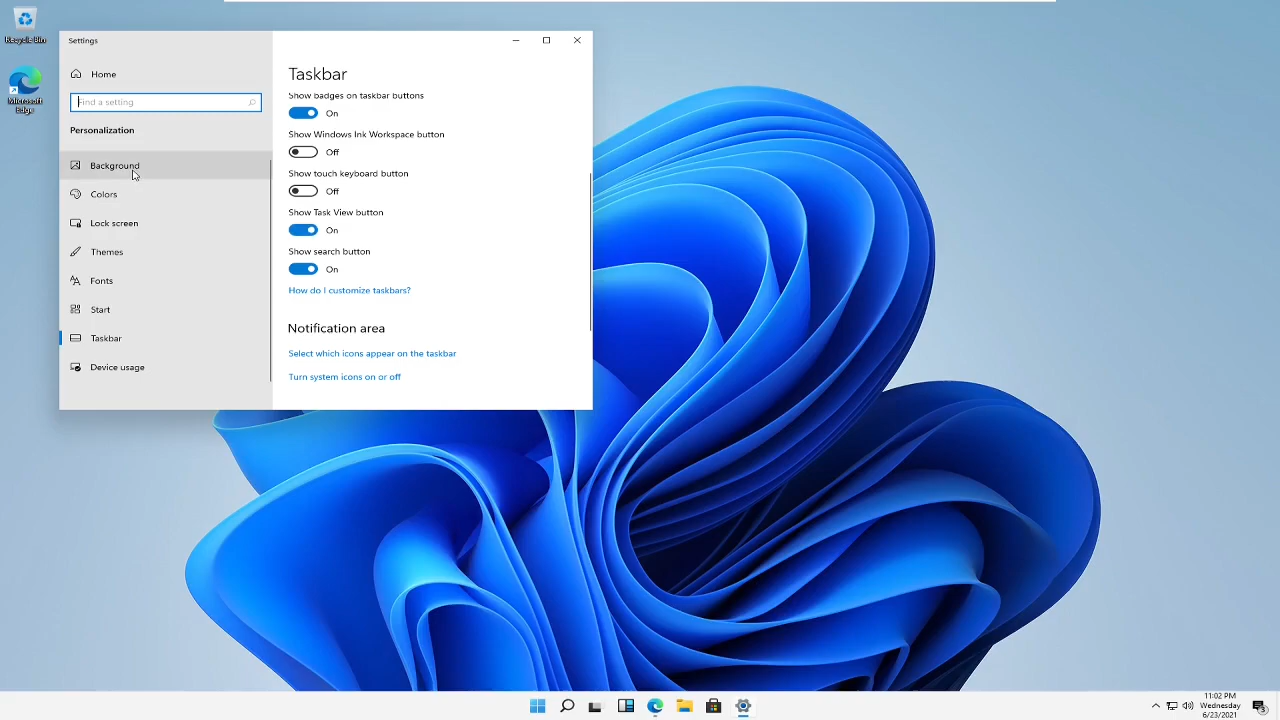 Recycle Bin
Microsoft
Edge
Settings
Home
Find a setting
Personalization
Background
Colors
Lock screen
Themes
Fonts
Start
Taskbar
Device usage
Taskbar
Show badges on taskbar buttons
On
Show Windows Ink Workspace button
Off
Show touch keyboard button
Off
Show Task View button
On
Show search button
On
How do I customize taskbars?
Notification area
Select which icons appear on the taskbar
Turn system icons on or off
11:02 PM
Wednesday
6/23/2021